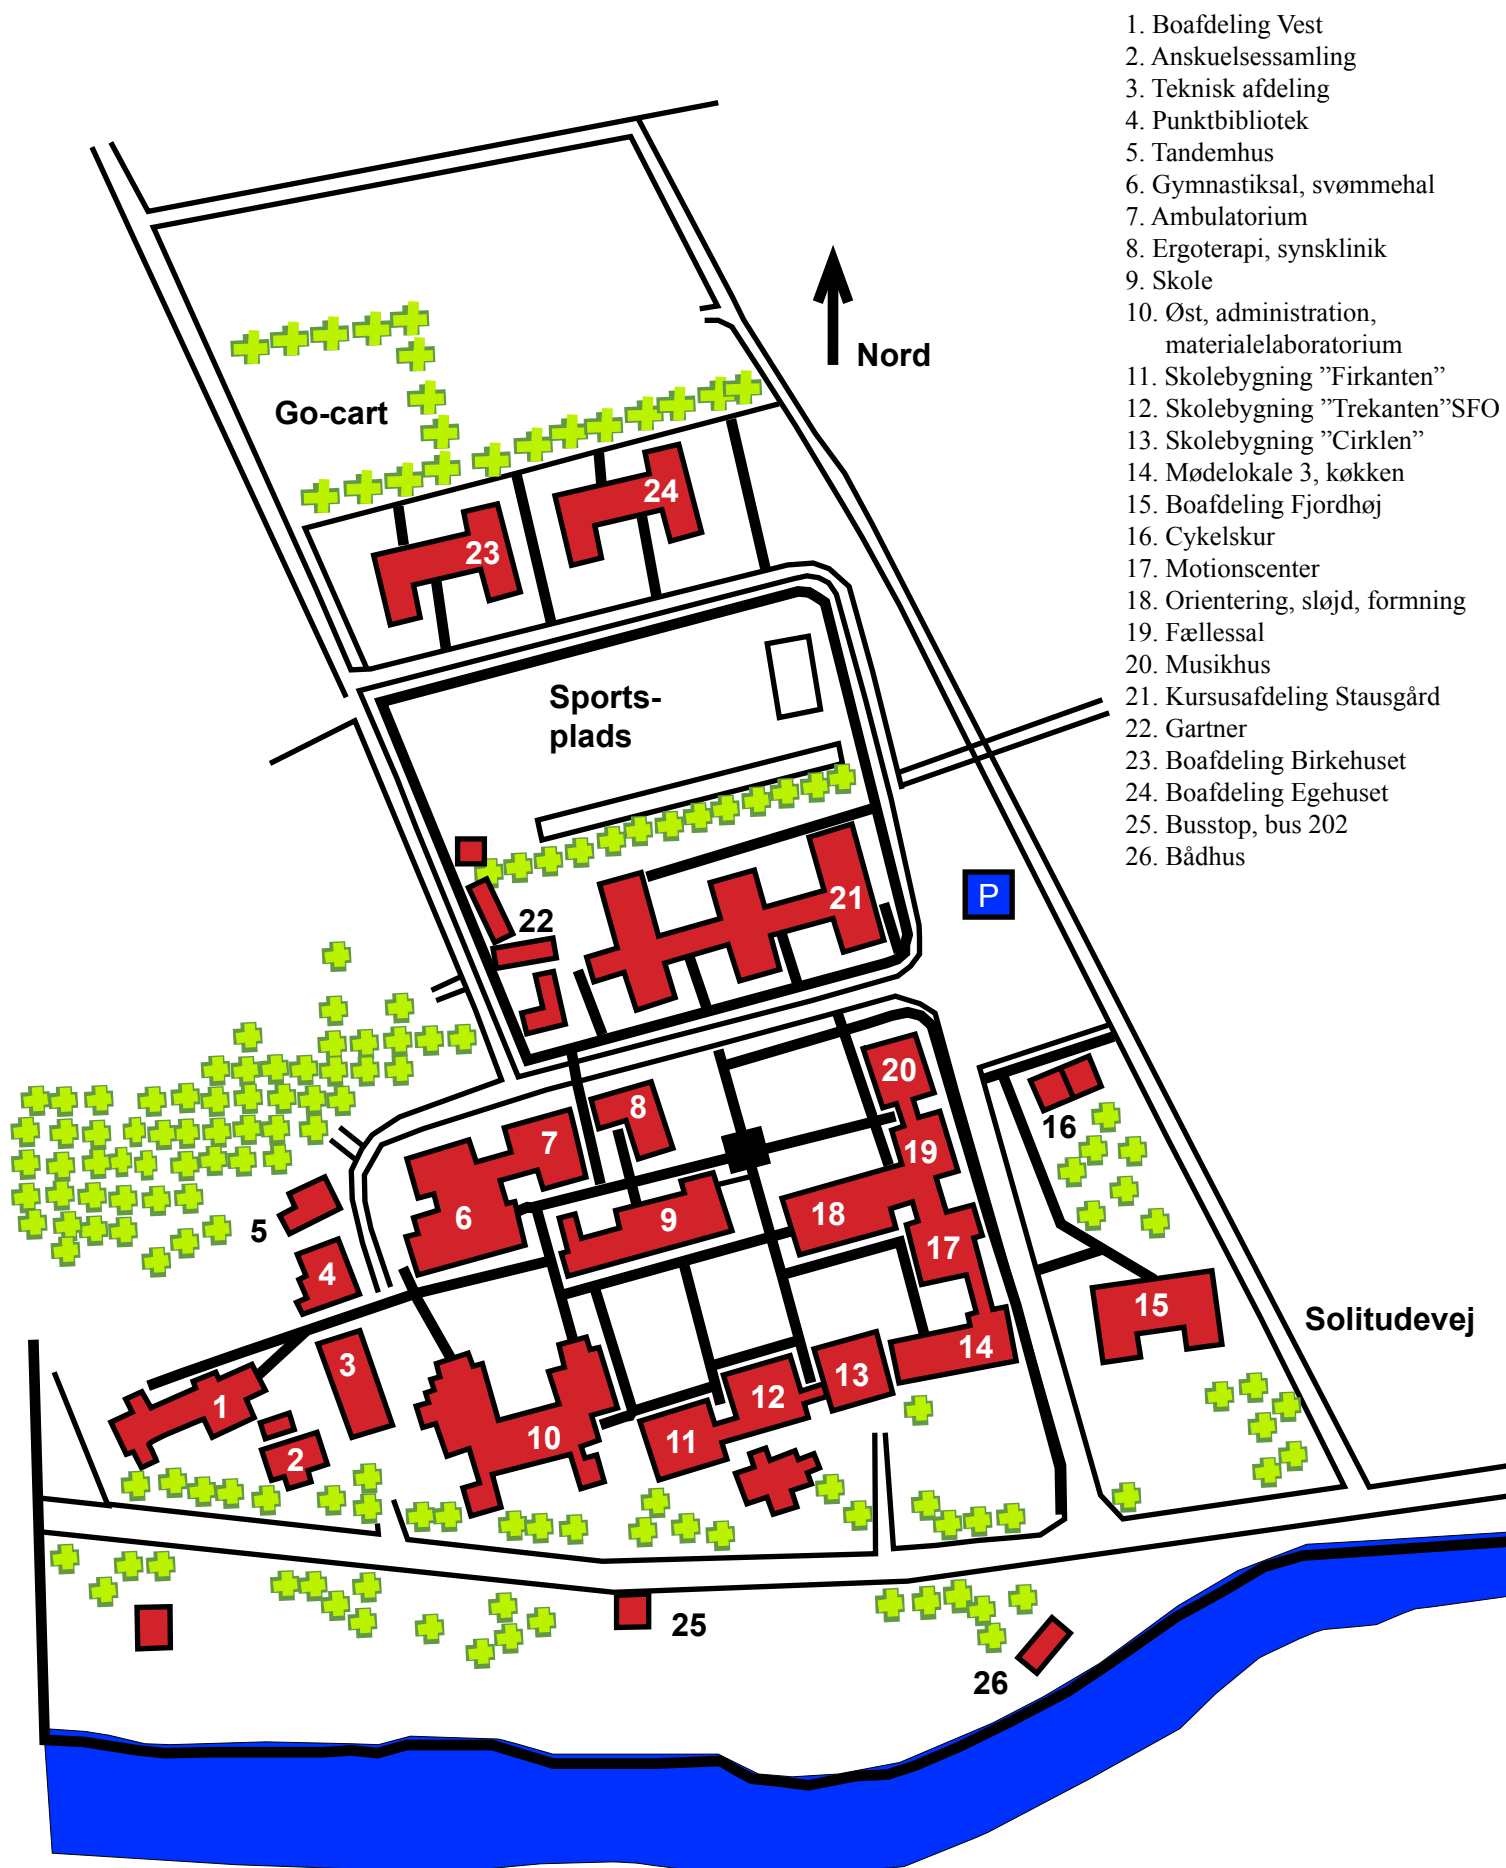 1. Boafdeling Vest
2. Anskuelsessamling
3. Teknisk afdeling
4. Punktbibliotek
5. Tandemhus
6. Gymnastiksal, svømmehal
7. Ambulatorium
8. Ergoterapi, synsklinik
9. Skole
10. Øst, administration,
materialelaboratorium
11. Skolebygning ”Firkanten”
12. Skolebygning ”Trekanten”SFO
13. Skolebygning ”Cirklen”
14. Mødelokale 3, køkken
15. Boafdeling Fjordhøj
16. Cykelskur
17. Motionscenter
18. Orientering, sløjd, formning
19. Fællessal
20. Musikhus
21. Kursusafdeling Stausgård
22. Gartner
23. Boafdeling Birkehuset
24. Boafdeling Egehuset
25. Busstop, bus 202
26. Bådhus
Nord
Go-cart
24
23
Sports-
plads
21
P
22
20
8
16
7
19
9
18
6
5
17
4
15
Solitudevej
14
3
13
12
1
10
11
2
25
26